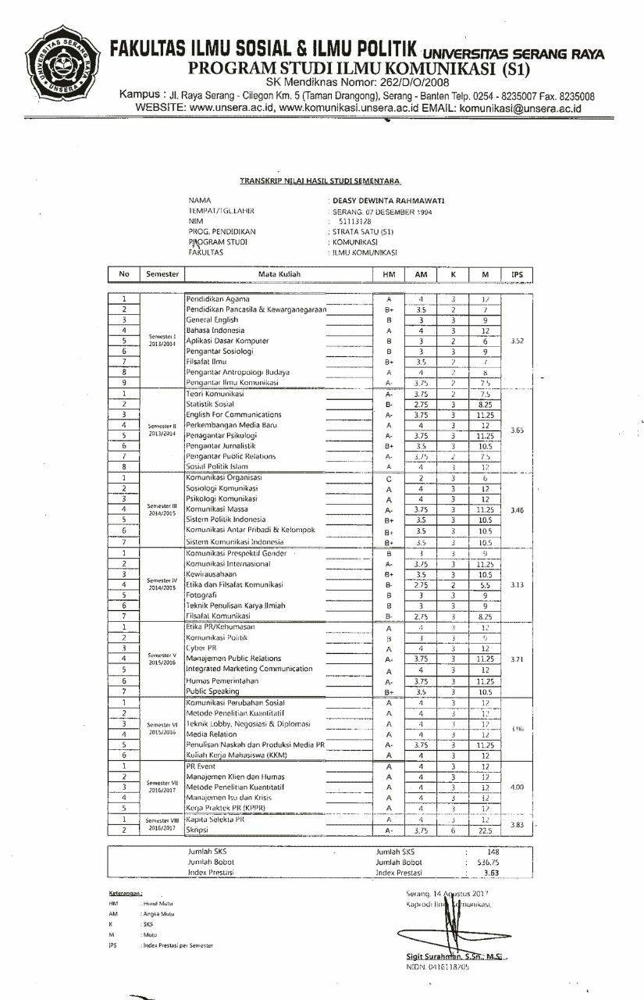 UNIVERSITAS SERANG RAYA
UNSERA
FAKULTAS ILMU SOSIAL & ILMU POLITIK UNIVERSITAS SERANG RAYA
PROGRAM STUDI ILMU KOMUNIKASI (S1)
SK Mendiknas Nomor: 262/D/O/2008
Kampus : Jl. Raya Serang - Cilegon Km. 5 (Taman Drangong), Serang - Banten Telp. 0254 - 8235007 Fax. 8235008
WEBSITE: www.unsera.ac.id, www.komunikasi.unsera.ac.id EMAIL: komunikasi@unsera.ac.id
TRANSKRIP NILAI HASIL STUDI SEMENTARA
NAMA : DEASY DEWINTA RAHMAWATI
TEMPAT/TGL.LAHIR : SERANG. 07 DESEMBER 1994
NIM : 51113128
PROG. PENDIDIKAN : STRATA SATU (S1)
PROGRAM STUDI : KOMUNIKASI
FAKULTAS : ILMU KOMUNIKASI
No Semester Mata Kuliah HM AM K M IPS
Semester I 2013/2014 3.52
1 Pendidikan Agama A 4 3 12
2 Pendidikan Pancasila & Kewarganegaraan B+ 3.5 2 7
3 General English B 3 3 9
4 Bahasa Indonesia A 4 3 12
5 Aplikasi Dasar Komputer B 3 2 6
6 Pengantar Sosiologi B 3 3 9
7 Filsafat Ilmu B+ 3.5 2 7
8 Pengantar Antropologi Budaya A 4 2 8
9 Pengantar Ilmu Komunikasi A- 3.75 2 7.5
Semester II 2013/2014 3.65
1 Teori Komunikasi A- 3.75 2 7.5
2 Statistik Sosial B- 2.75 3 8.25
3 English For Communications A- 3.75 3 11.25
4 Perkembangan Media Baru A 4 3 12
5 Penagantar Psikologi A- 3.75 3 11.25
6 Pengantar Jurnalistik B+ 3.5 3 10.5
7 Pengantar Public Relations A- 3.75 2 7.5
8 Sosial Politik Islam A 4 3 12
Semester III 2014/2015 3.46
1 Komunikasi Organisasi C 2 3 6
2 Sosiologi Komunikasi A 4 3 12
3 Psikologi Komunikasi A 4 3 12
4 Komunikasi Massa A- 3.75 3 11.25
5 Sistem Politik Indonesia B+ 3.5 3 10.5
6 Komunikasi Antar Pribadi & Kelompok B+ 3.5 3 10.5
7 Sistem Komunikasi Indonesia B+ 3.5 3 10.5
Semester IV 2014/2015 3.13
1 Komunikasi Prespektif Gender B 3 3 9
2 Komunikasi Internasional A- 3.75 3 11.25
3 Kewirausahaan B+ 3.5 3 10.5
4 Etika dan Filsafat Komunikasi B- 2.75 2 5.5
5 Fotografi B 3 3 9
6 Teknik Penulisan Karya Ilmiah B 3 3 9
7 Filsafat Komunikasi B- 2.75 3 8.25
Semester V 2015/2016 3.71
1 Etika PR/Kehumasan A 4 3 12
2 Komunikasi Politik B 3 3 9
3 Cyber PR A 4 3 12
4 Manajemen Public Relations A- 3.75 3 11.25
5 Integrated Marketing Communication A 4 3 12
6 Humas Pemerintahan A- 3.75 3 11.25
7 Public Speaking B+ 3.5 3 10.5
Semester VI 2015/2016 3.96
1 Komunikasi Perubahan Sosial A 4 3 12
2 Metode Penelitian Kuantitatif A 4 3 12
3 Teknik Lobby, Negosiasi & Diplomasi A 4 3 12
4 Media Relation A 4 3 12
5 Penulisan Naskah dan Produksi Media PR A- 3.75 3 11.25
6 Kuliah Kerja Mahasiswa (KKM) A 4 3 12
Semester VII 2016/2017 4.00
1 PR Event A 4 3 12
2 Manajemen Klien dan Humas A 4 3 12
3 Metode Penelitian Kuantitatif A 4 3 12
4 Manajemen Isu dan Krisis A 4 3 12
5 Kerja Praktek PR (KPPR) A 4 3 12
Semester VIII 2016/2017 3.83
1 Kapita Selekta PR A 4 3 12
2 Skripsi A- 3.75 6 22.5
Jumlah SKS Jumlah SKS : 148
Jumlah Bobot Jumlah Bobot : 536.75
Index Prestasi Index Prestasi : 3.63
Keterangan :
HM : Huruf Mutu
AM : Angka Mutu
K : SKS
M : Mutu
IPS : Index Prestasi per Semester
Serang, 14 Agustus 2017
Kaprodi Ilmu Komunikasi,
Sigit Surahman, S.Sn., M.Si
NIDN. 0416118205